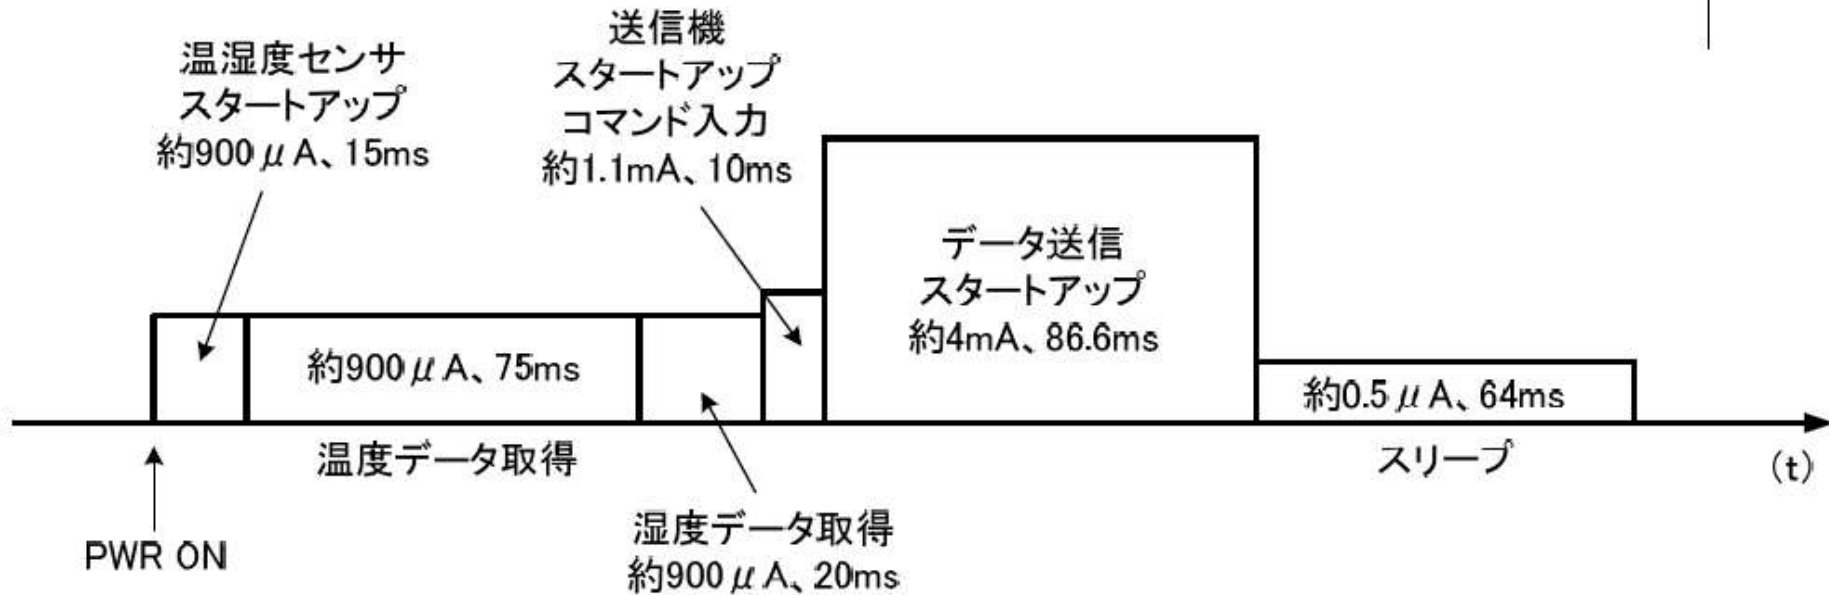 温湿度センサ
スタートアップ
約900μA、15ms
送信機
スタートアップ
コマンド入力
約1.1mA、10ms
データ送信
スタートアップ
約4mA、86.6ms
約900μA、75ms
約0.5μA、64ms
温度データ取得
スリープ
(t)
湿度データ取得
約900μA、20ms
PWR ON